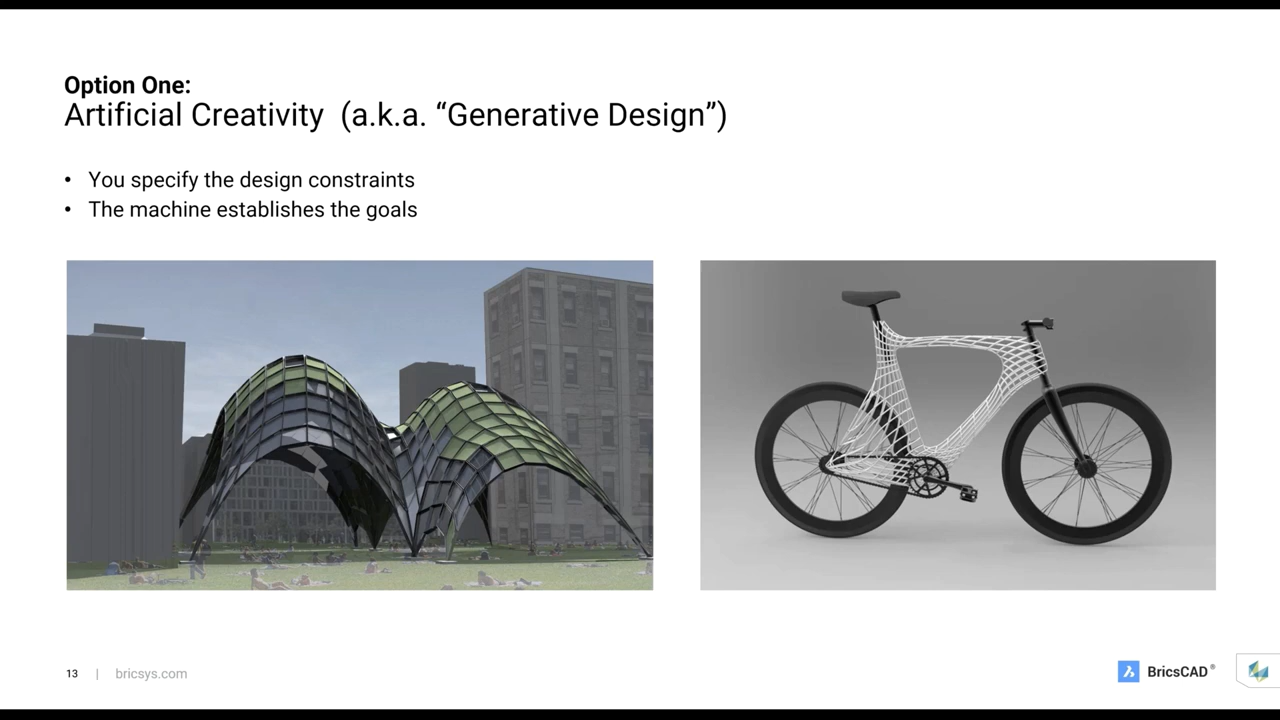 Option One:
Artificial Creativity (a.k.a. “Generative Design”)
• You specify the design constraints
• The machine establishes the goals
13 | bricsys.com
BricsCAD®